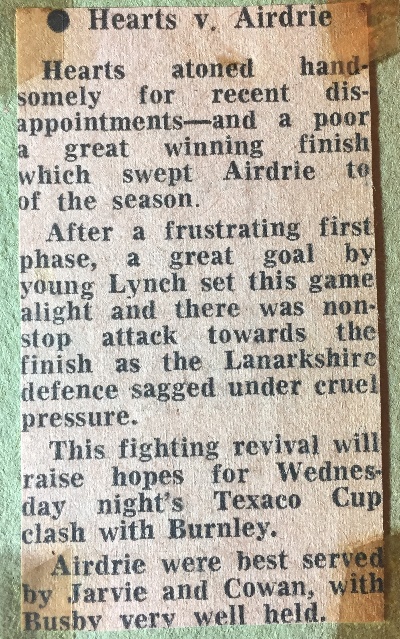 ● Hearts v. Airdrie
Hearts atoned hand-
somely for recent dis-
appointments—and a poor
a great winning finish
which swept Airdrie to
of the season.
After a frustrating first
phase, a great goal by
young Lynch set this game
alight and there was non-
stop attack towards the
finish as the Lanarkshire
defence sagged under cruel
pressure.
This fighting revival will
raise hopes for Wednes-
day night's Texaco Cup
clash with Burnley.
Airdrie were best served
by Jarvie and Cowan, with
Busby very well held.